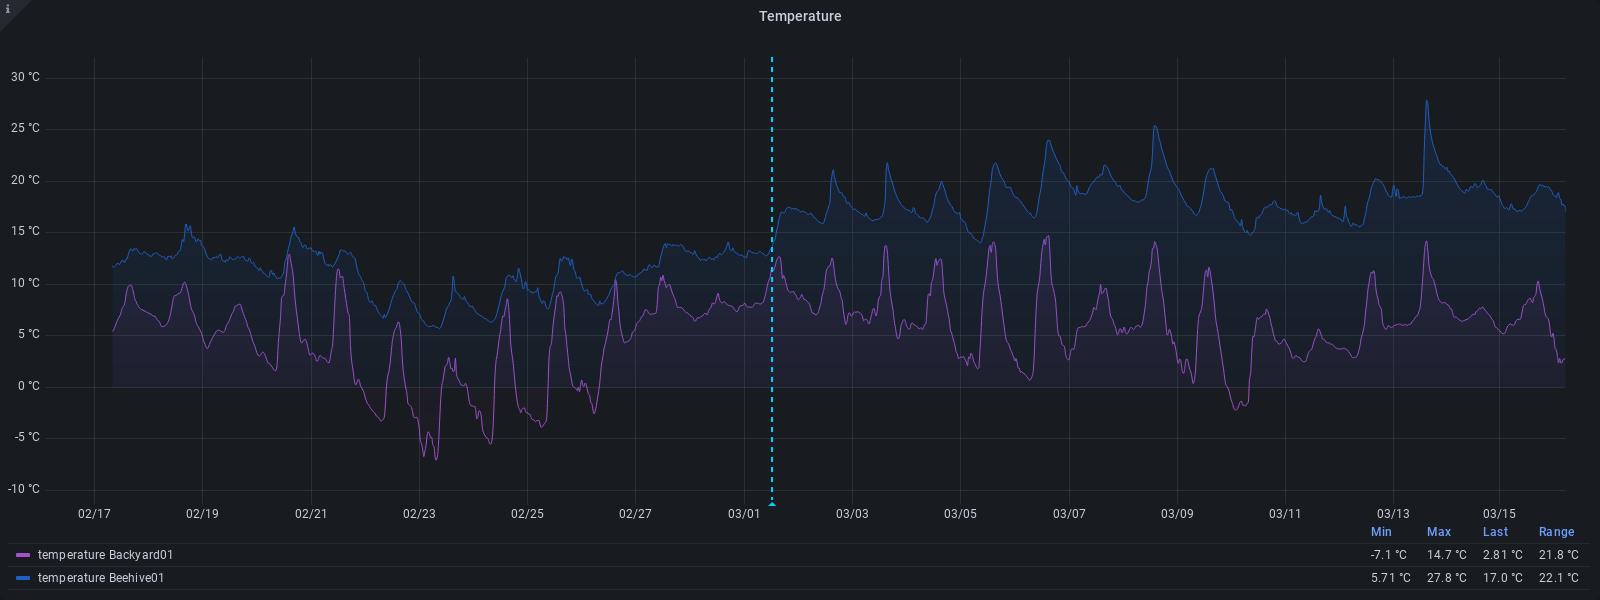 i
Temperature
30 °C
25 °C
20 °C
15 °C
10 °C
5 °C
0 °C
-5 °C
-10 °C
02/17 02/19 02/21 02/23 02/25 02/27 03/01 03/03 03/05 03/07 03/09 03/11 03/13 03/15
Min Max Last Range
temperature Backyard01 -7.1 °C 14.7 °C 2.81 °C 21.8 °C
temperature Beehive01 5.71 °C 27.8 °C 17.0 °C 22.1 °C